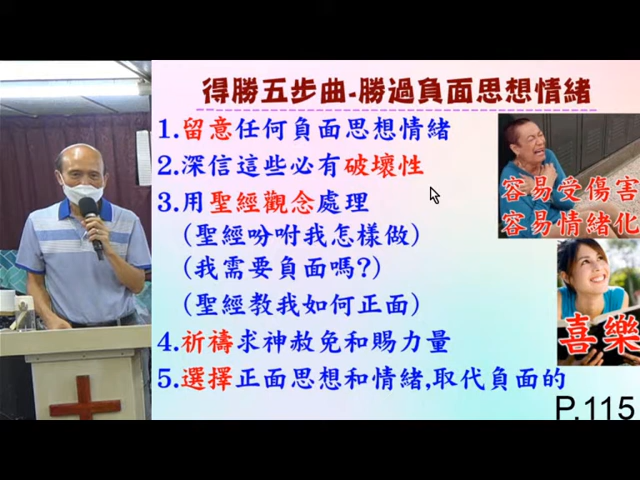 得勝五步曲-勝過負面思想情緒
1.留意任何負面思想情緒
2.深信這些必有破壞性
3.用聖經觀念處理
(聖經吩咐我怎樣做)
(我需要負面嗎?)
(聖經教我如何正面)
4.祈禱求神赦免和賜力量
5.選擇正面思想和情緒,取代負面的
容易受傷害
容易情緒化
喜樂
P.115